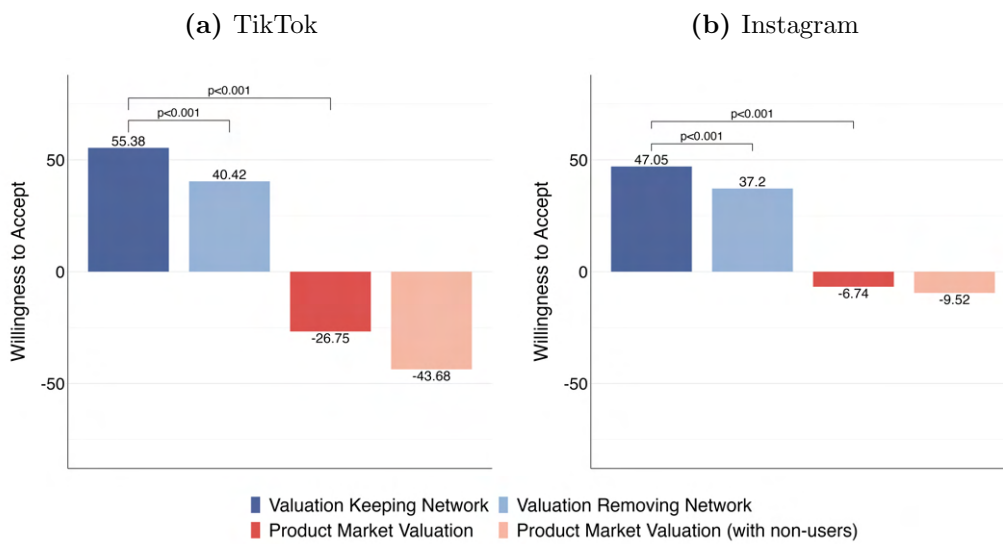 (a) TikTok
(b) Instagram
Willingness to Accept
50
0
-50
p<0.001
p<0.001
55.38
40.42
-26.75
-43.68
Willingness to Accept
50
0
-50
p<0.001
p<0.001
47.05
37.2
-6.74
-9.52
Valuation Keeping Network
Valuation Removing Network
Product Market Valuation
Product Market Valuation (with non-users)